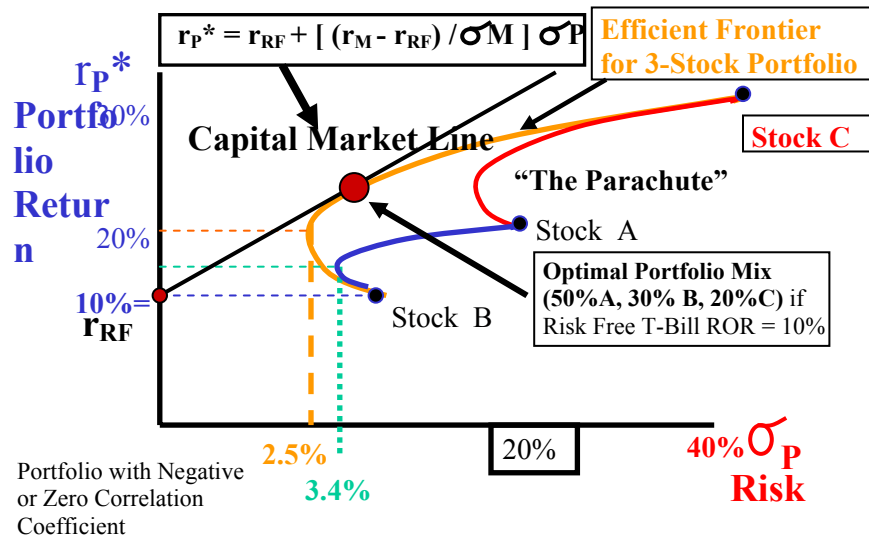 rP* = rRF + [ (rM - rRF) / σM ] σP
Efficient Frontier
for 3-Stock Portfolio
rP*
30%
Portfo
lio
Retur
n
Capital Market Line
Stock C
“The Parachute”
20%
Stock A
Optimal Portfolio Mix
(50%A, 30% B, 20%C) if
Risk Free T-Bill ROR = 10%
10%=
rRF
Stock B
2.5%
3.4%
20%
40% σP
Risk
Portfolio with Negative
or Zero Correlation
Coefficient